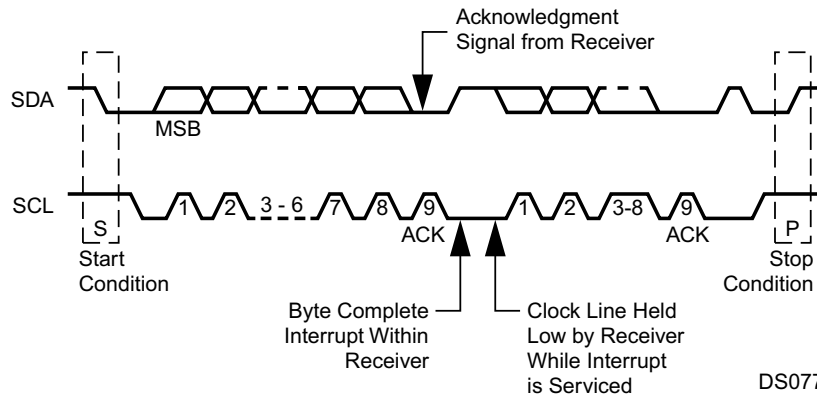 Acknowledgment
Signal from Receiver
SDA
MSB
SCL
1 2 3 - 6 7 8 9 1 2 3-8 9
S ACK ACK P
Start
Condition
Stop
Condition
Byte Complete
Interrupt Within
Receiver
Clock Line Held
Low by Receiver
While Interrupt
is Serviced
DS077